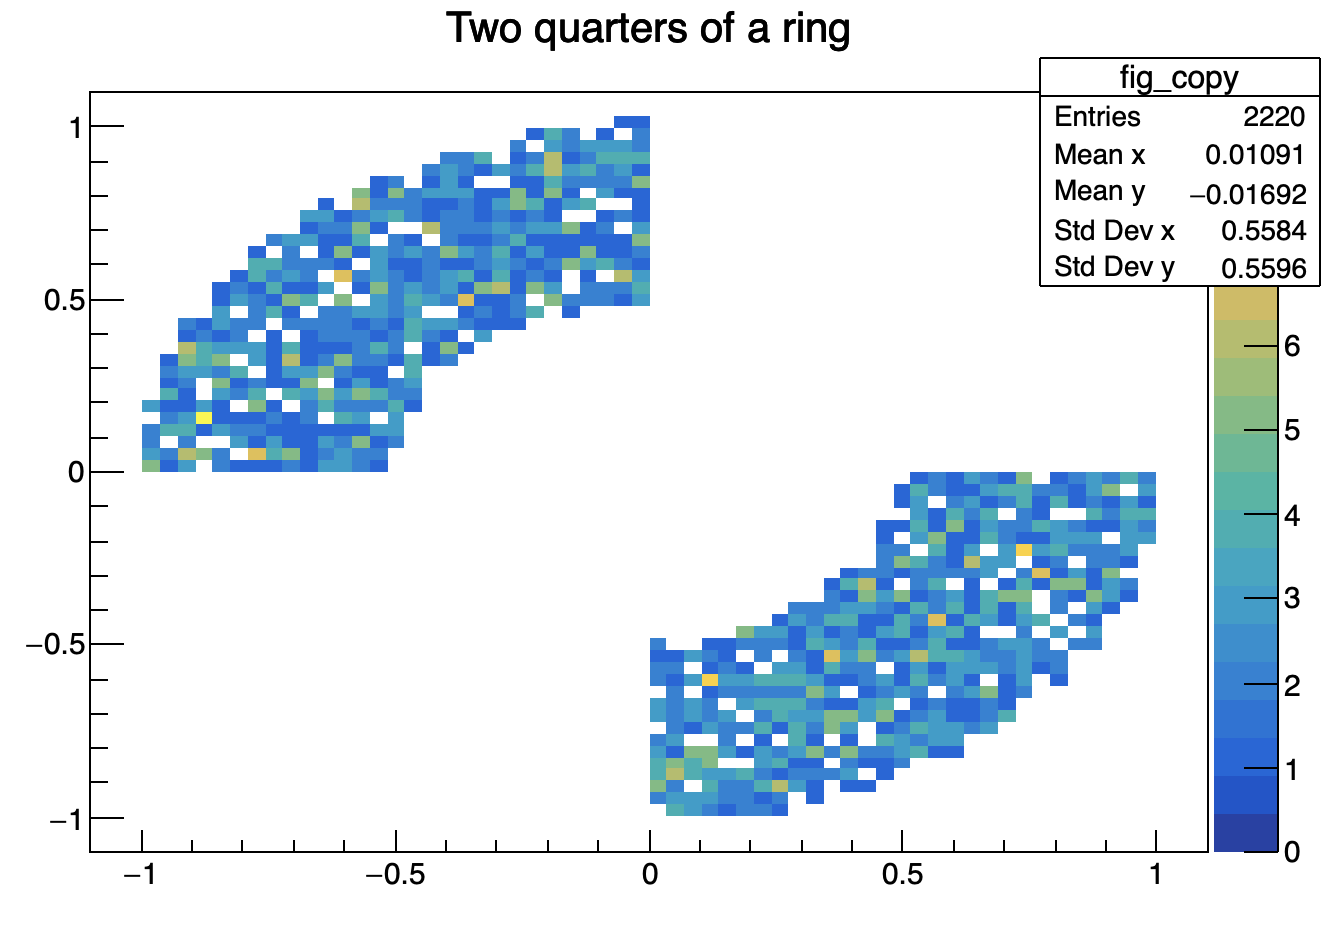 Two quarters of a ring
fig_copy
Entries 2220
Mean x 0.01091
Mean y −0.01692
Std Dev x 0.5584
Std Dev y 0.5596
1
0.5
0
−0.5
−1
−1 −0.5 0 0.5 1
6
5
4
3
2
1
0